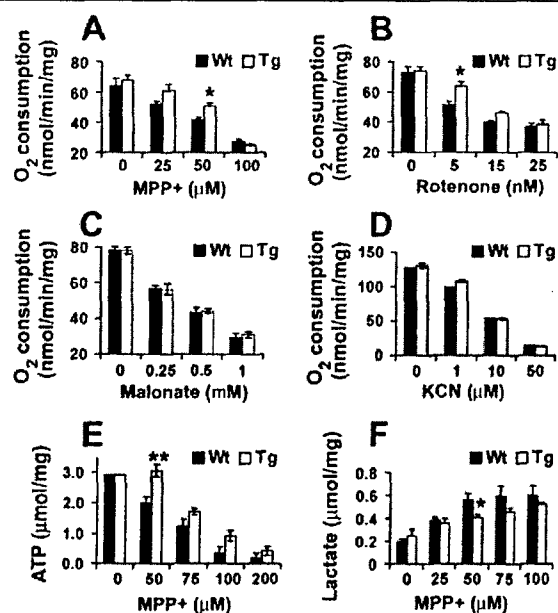 A
Wt Tg
O2 consumption
(nmol/min/mg)
80
60
40
20
*
0 25 50 100
MPP+ (μM)
B
Wt Tg
O2 consumption
(nmol/min/mg)
80
60
40
20
*
0 5 15 25
Rotenone (nM)
C
Wt Tg
O2 consumption
(nmol/min/mg)
80
60
40
20
0 0.25 0.5 1
Malonate (mM)
D
Wt Tg
O2 consumption
(nmol/min/mg)
150
100
50
0
0 1 10 50
KCN (μM)
E
Wt Tg
ATP (μmol/mg)
3.0
2.0
1.0
0.0
**
0 50 75 100 200
MPP+ (μM)
F
Wt Tg
Lactate (μmol/mg)
0.8
0.6
0.4
0.2
0
*
0 25 50 75 100
MPP+ (μM)